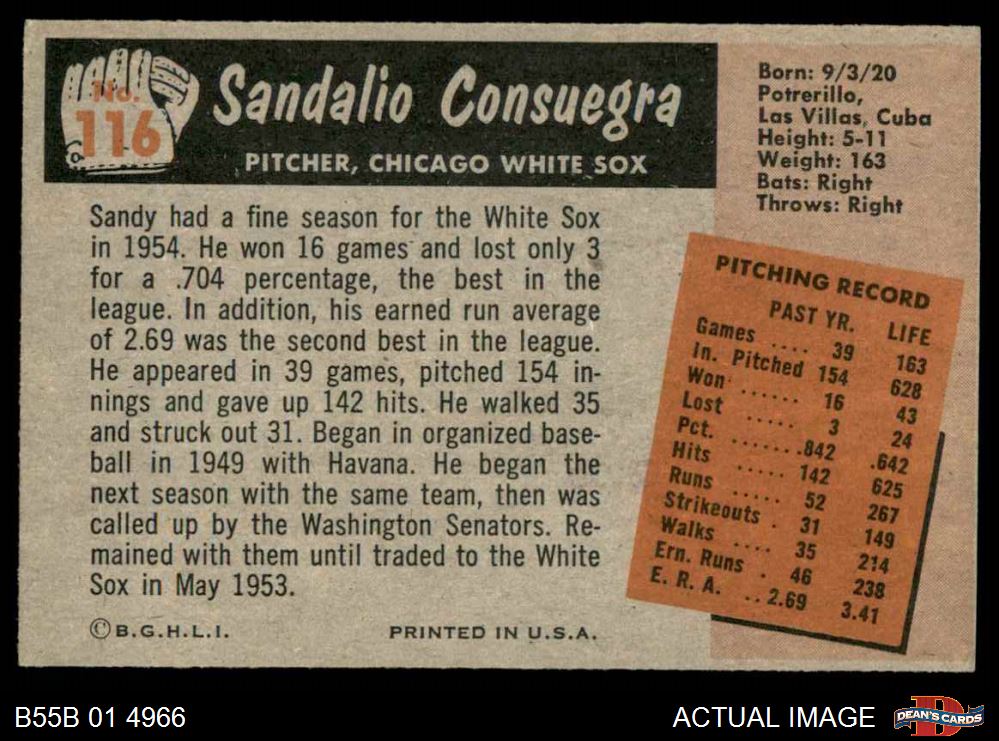 No.
116
Sandalio Consuegra
PITCHER, CHICAGO WHITE SOX
Born: 9/3/20
Potrerillo,
Las Villas, Cuba
Height: 5-11
Weight: 163
Bats: Right
Throws: Right
Sandy had a fine season for the White Sox
in 1954. He won 16 games and lost only 3
for a .704 percentage, the best in the
league. In addition, his earned run average
of 2.69 was the second best in the league.
He appeared in 39 games, pitched 154 in-
nings and gave up 142 hits. He walked 35
and struck out 31. Began in organized base-
ball in 1949 with Havana. He began the
next season with the same team, then was
called up by the Washington Senators. Re-
mained with them until traded to the White
Sox in May 1953.
© B.G.H.L.I. PRINTED IN U.S.A.
PITCHING RECORD
PAST YR. LIFE
Games .... 39 163
In. Pitched 154 628
Won ...... 16 43
Lost ..... 3 24
Pct. ...... .842 .642
Hits ..... 142 625
Runs ..... 52 267
Strikeouts . 31 149
Walks .... 35 214
Ern. Runs . 46 238
E. R. A. .. 2.69 3.41
B55B 01 4966
ACTUAL IMAGE
D
DEAN'S CARDS